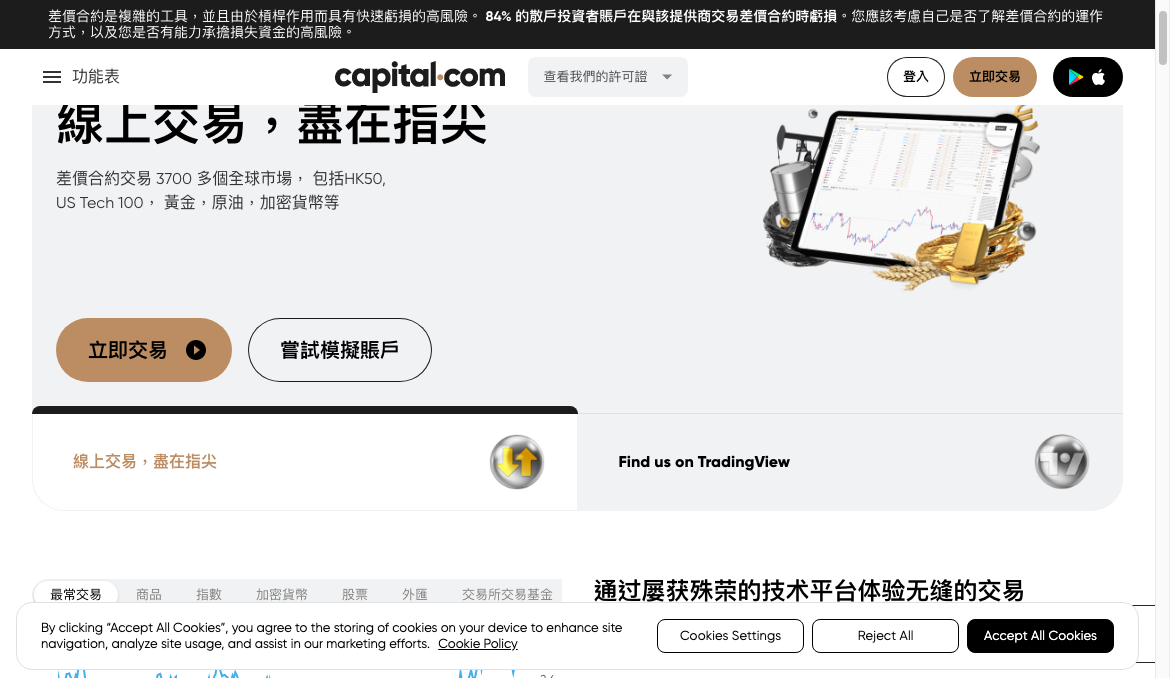 差價合約是複雜的工具，並且由於槓桿作用而具有快速虧損的高風險。 84% 的散戶投資者賬戶在與該提供商交易差價合約時虧損。您應該考慮自己是否了解差價合約的運作
方式，以及您是否有能力承擔損失資金的高風險。
功能表
capital.com
查看我們的許可證
登入
立即交易
線上交易，盡在指尖
差價合約交易 3700 多個全球市場， 包括HK50,
US Tech 100， 黃金，原油，加密貨幣等
立即交易
嘗試模擬賬戶
線上交易，盡在指尖
Find us on TradingView
最常交易
商品
指數
加密貨幣
股票
外匯
交易所交易基金
通过屡获殊荣的技术平台体验无缝的交易
By clicking “Accept All Cookies”, you agree to the storing of cookies on your device to enhance site
navigation, analyze site usage, and assist in our marketing efforts. Cookie Policy
Cookies Settings
Reject All
Accept All Cookies